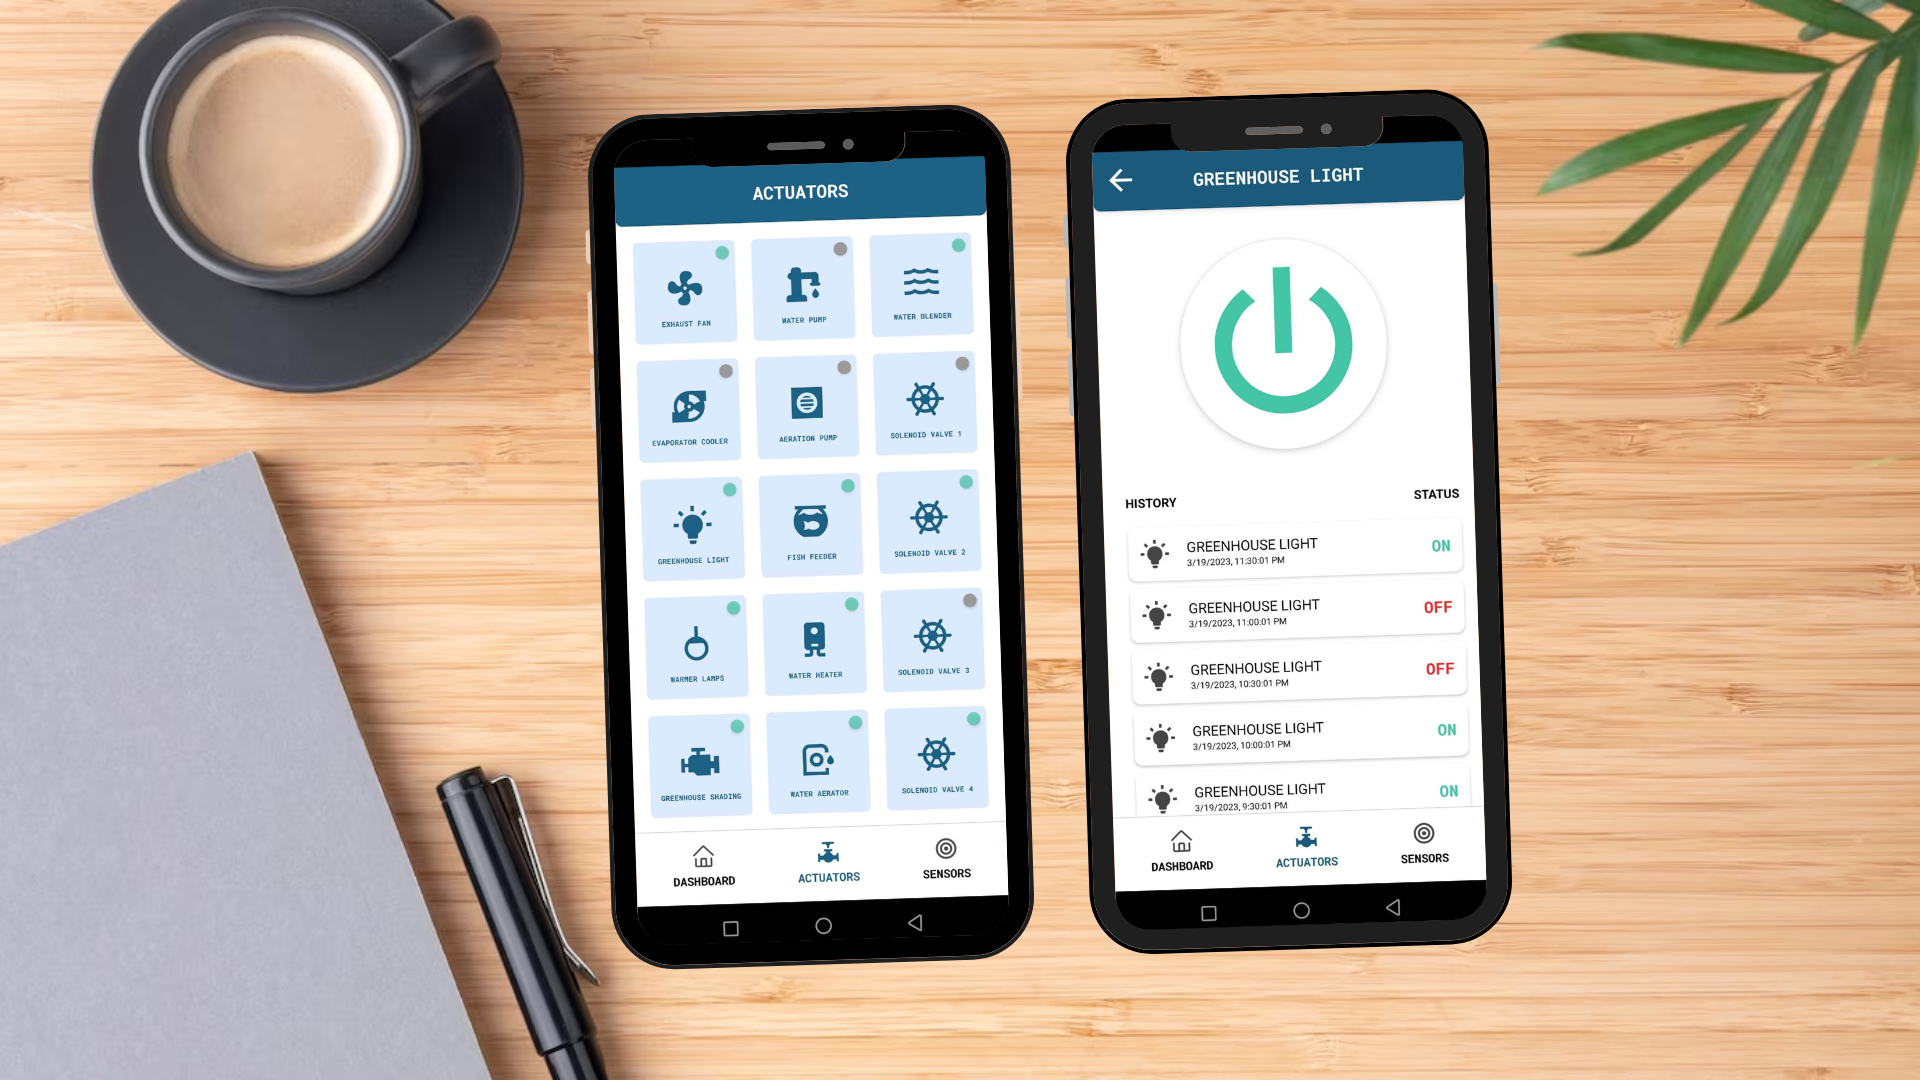 ACTUATORS
EXHAUST FAN
WATER PUMP
WATER BLENDER
EVAPORATOR COOLER
AERATION PUMP
SOLENOID VALVE 1
GREENHOUSE LIGHT
FISH FEEDER
SOLENOID VALVE 2
WARMER LAMPS
WATER HEATER
SOLENOID VALVE 3
GREENHOUSE SHADING
WATER AERATOR
SOLENOID VALVE 4
DASHBOARD
ACTUATORS
SENSORS
GREENHOUSE LIGHT
HISTORY
STATUS
GREENHOUSE LIGHT
3/19/2023, 11:30:01 PM
ON
GREENHOUSE LIGHT
3/19/2023, 11:00:01 PM
OFF
GREENHOUSE LIGHT
3/19/2023, 10:30:01 PM
OFF
GREENHOUSE LIGHT
3/19/2023, 10:00:01 PM
ON
GREENHOUSE LIGHT
3/19/2023, 9:30:01 PM
ON
DASHBOARD
ACTUATORS
SENSORS